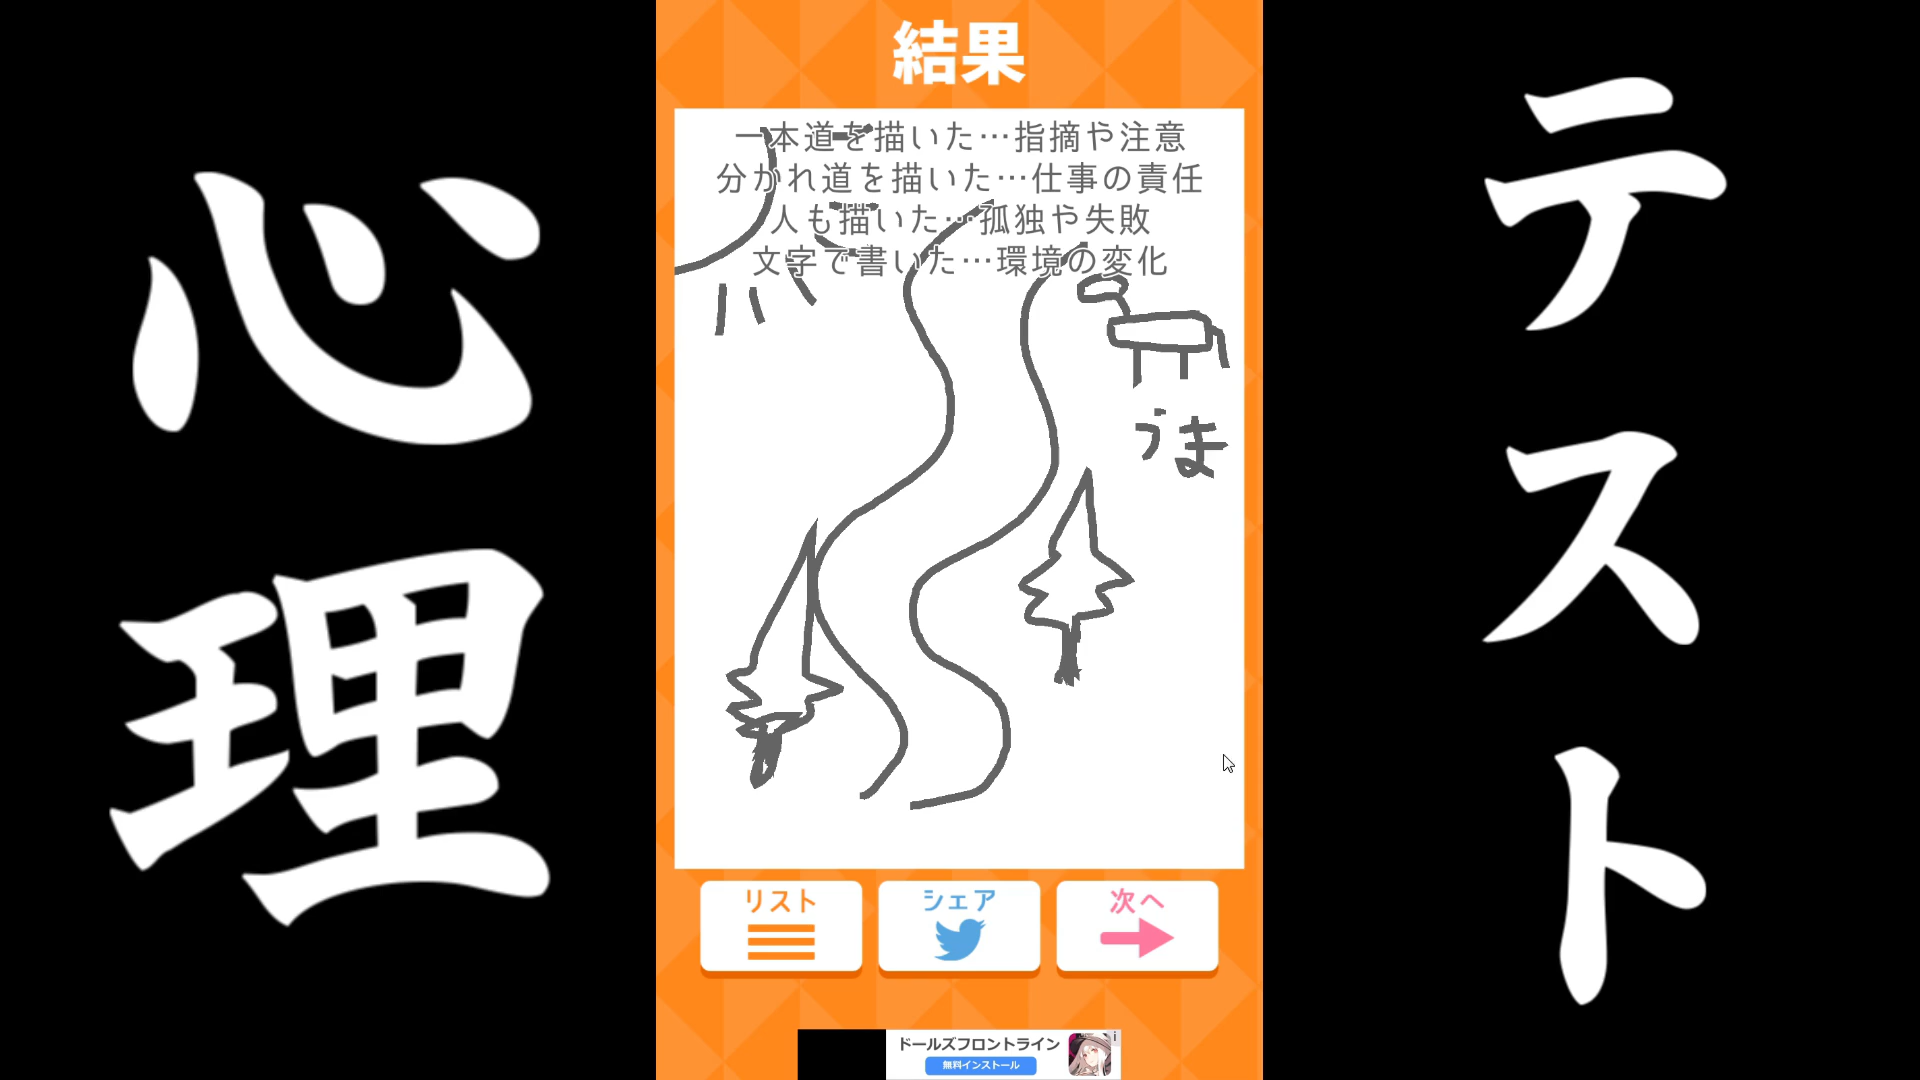 心理
テスト
結果
一本道を描いた…指摘や注意
分かれ道を描いた…仕事の責任
人も描いた…孤独や失敗
文字で書いた…環境の変化
うま
リスト
シェア
次へ
ドールズフロントライン
無料インストール